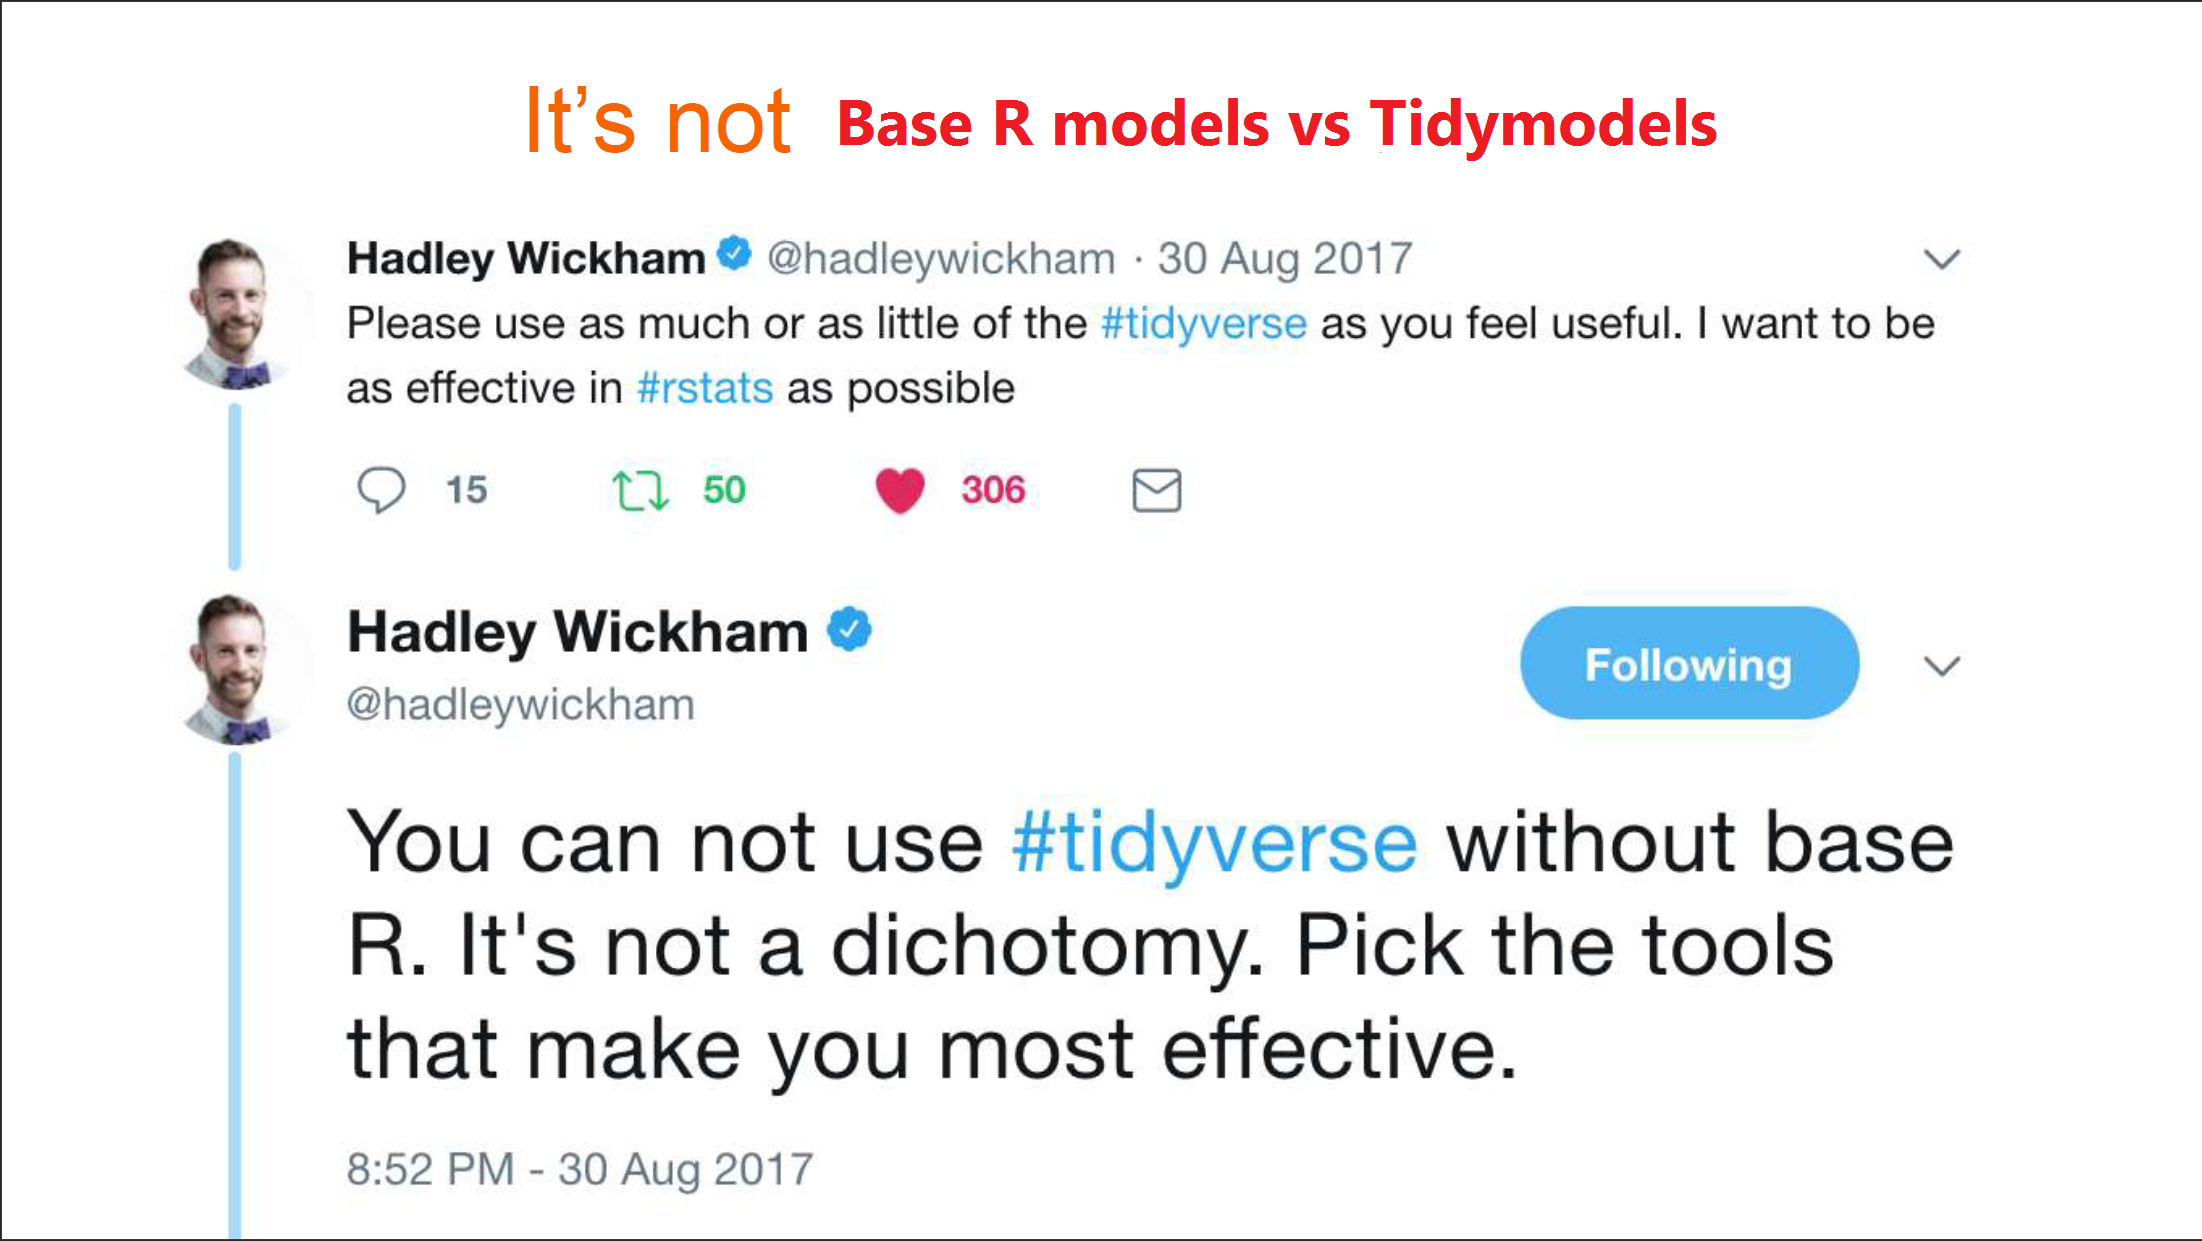 It's not Base R models vs Tidymodels
Hadley Wickham @hadleywickham · 30 Aug 2017
Please use as much or as little of the #tidyverse as you feel useful. I want to be
as effective in #rstats as possible
15 50 306
Hadley Wickham
@hadleywickham
Following
You can not use #tidyverse without base
R. It's not a dichotomy. Pick the tools
that make you most effective.
8:52 PM - 30 Aug 2017